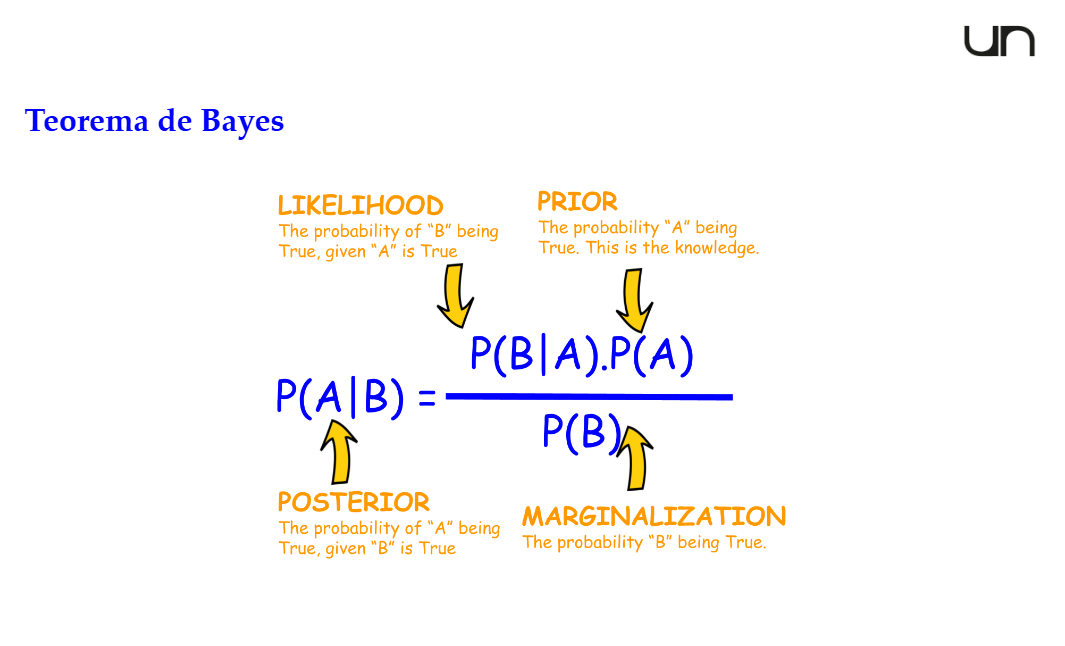 un
Teorema de Bayes
LIKELIHOOD
The probability of “B” being
True, given “A” is True
PRIOR
The probability “A” being
True. This is the knowledge.
P(B|A).P(A)
P(A|B) =
P(B)
POSTERIOR
The probability of “A” being
True, given “B” is True
MARGINALIZATION
The probability “B” being True.